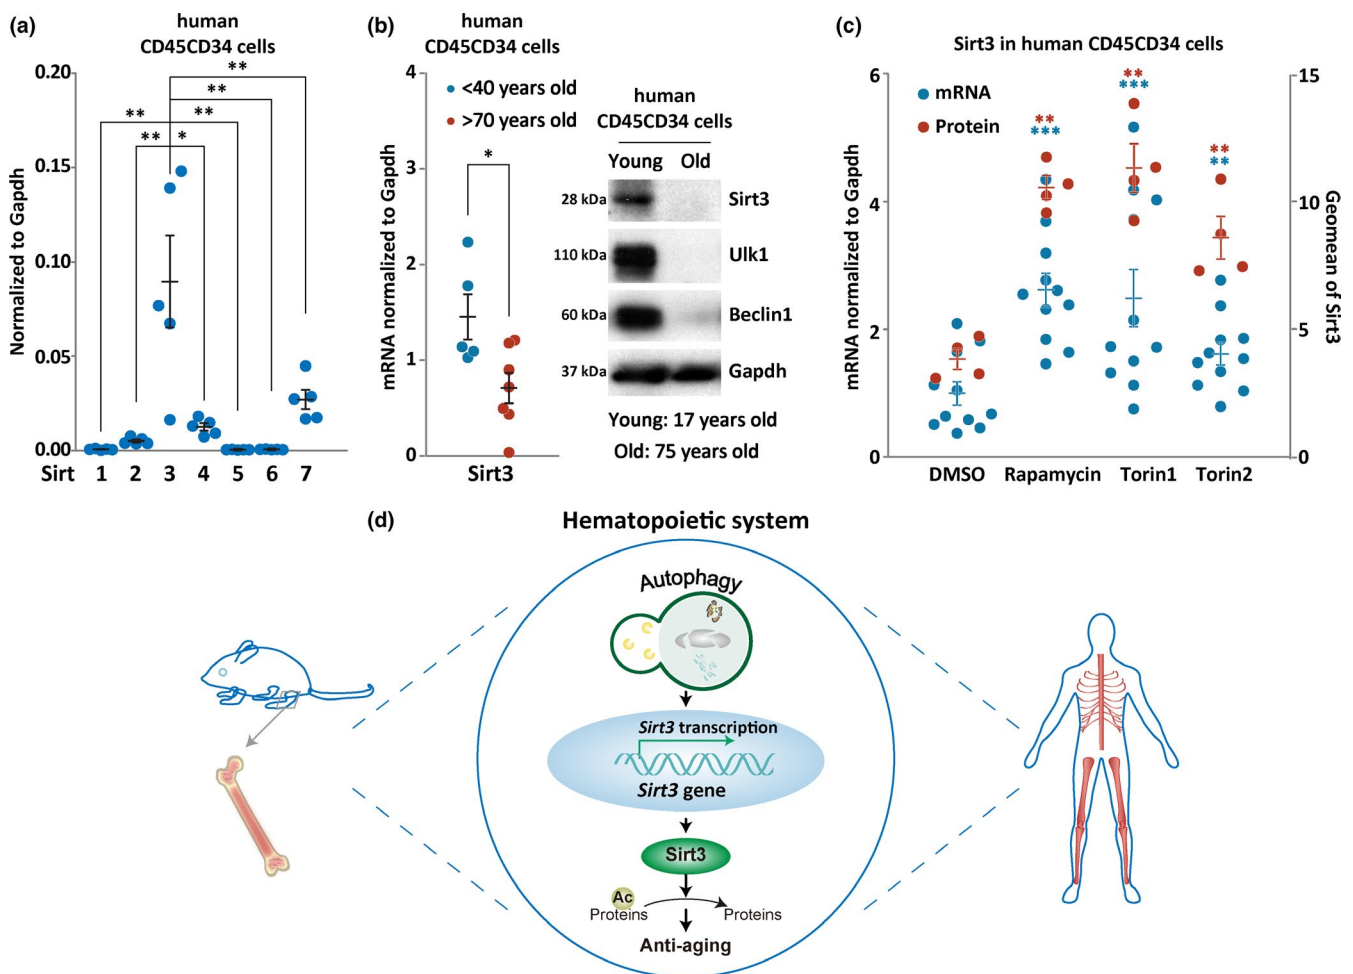 (a)
human
CD45CD34 cells
Normalized to Gapdh
0.20
0.15
0.10
0.05
0.00
**
**
**
**
** *
Sirt 1 2 3 4 5 6 7
(b)
human
CD45CD34 cells
mRNA normalized to Gapdh
4
3
2
1
0
<40 years old
>70 years old
*
Sirt3
human
CD45CD34 cells
Young Old
28 kDa Sirt3
110 kDa Ulk1
60 kDa Beclin1
37 kDa Gapdh
Young: 17 years old
Old: 75 years old
(c)
Sirt3 in human CD45CD34 cells
mRNA normalized to Gapdh
6
4
2
0
mRNA
Protein
**
***
**
***
**
**
15
10
5
0
Geomean of Sirt3
DMSO Rapamycin Torin1 Torin2
(d)
Hematopoietic system
Autophagy
Sirt3 transcription
Sirt3 gene
Sirt3
Ac
Proteins Proteins
Anti-aging